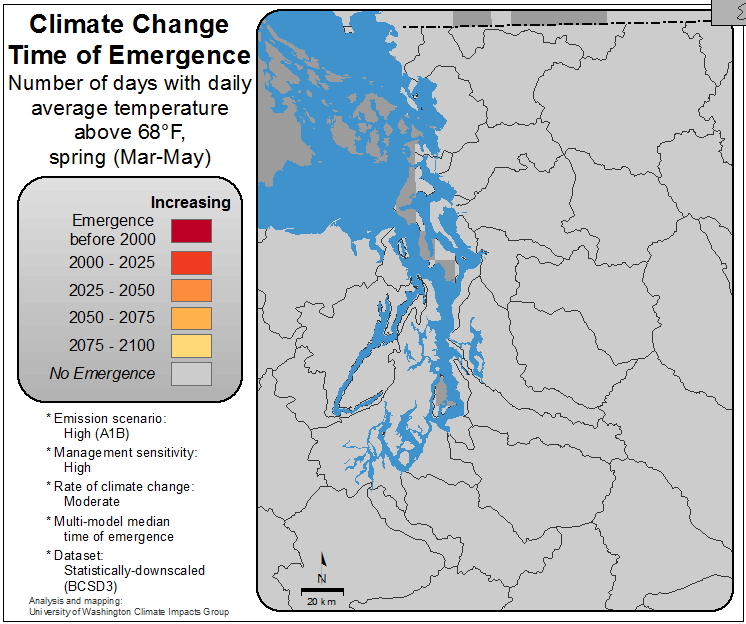 Climate Change
Time of Emergence
Number of days with daily
average temperature
above 68°F,
spring (Mar-May)
Increasing
Emergence
before 2000
2000 - 2025
2025 - 2050
2050 - 2075
2075 - 2100
No Emergence
* Emission scenario:
High (A1B)
* Management sensitivity:
High
* Rate of climate change:
Moderate
* Multi-model median
time of emergence
* Dataset:
Statistically-downscaled
(BCSD3)
Analysis and mapping:
University of Washington Climate Impacts Group
N
20 km